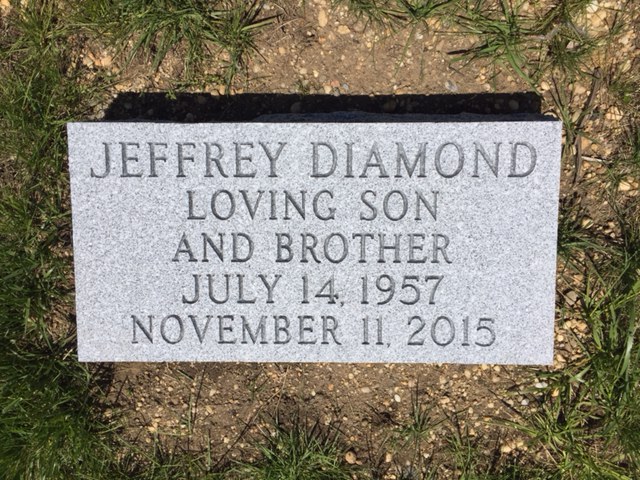 JEFFREY DIAMOND
LOVING SON
AND BROTHER
JULY 14, 1957
NOVEMBER 11, 2015